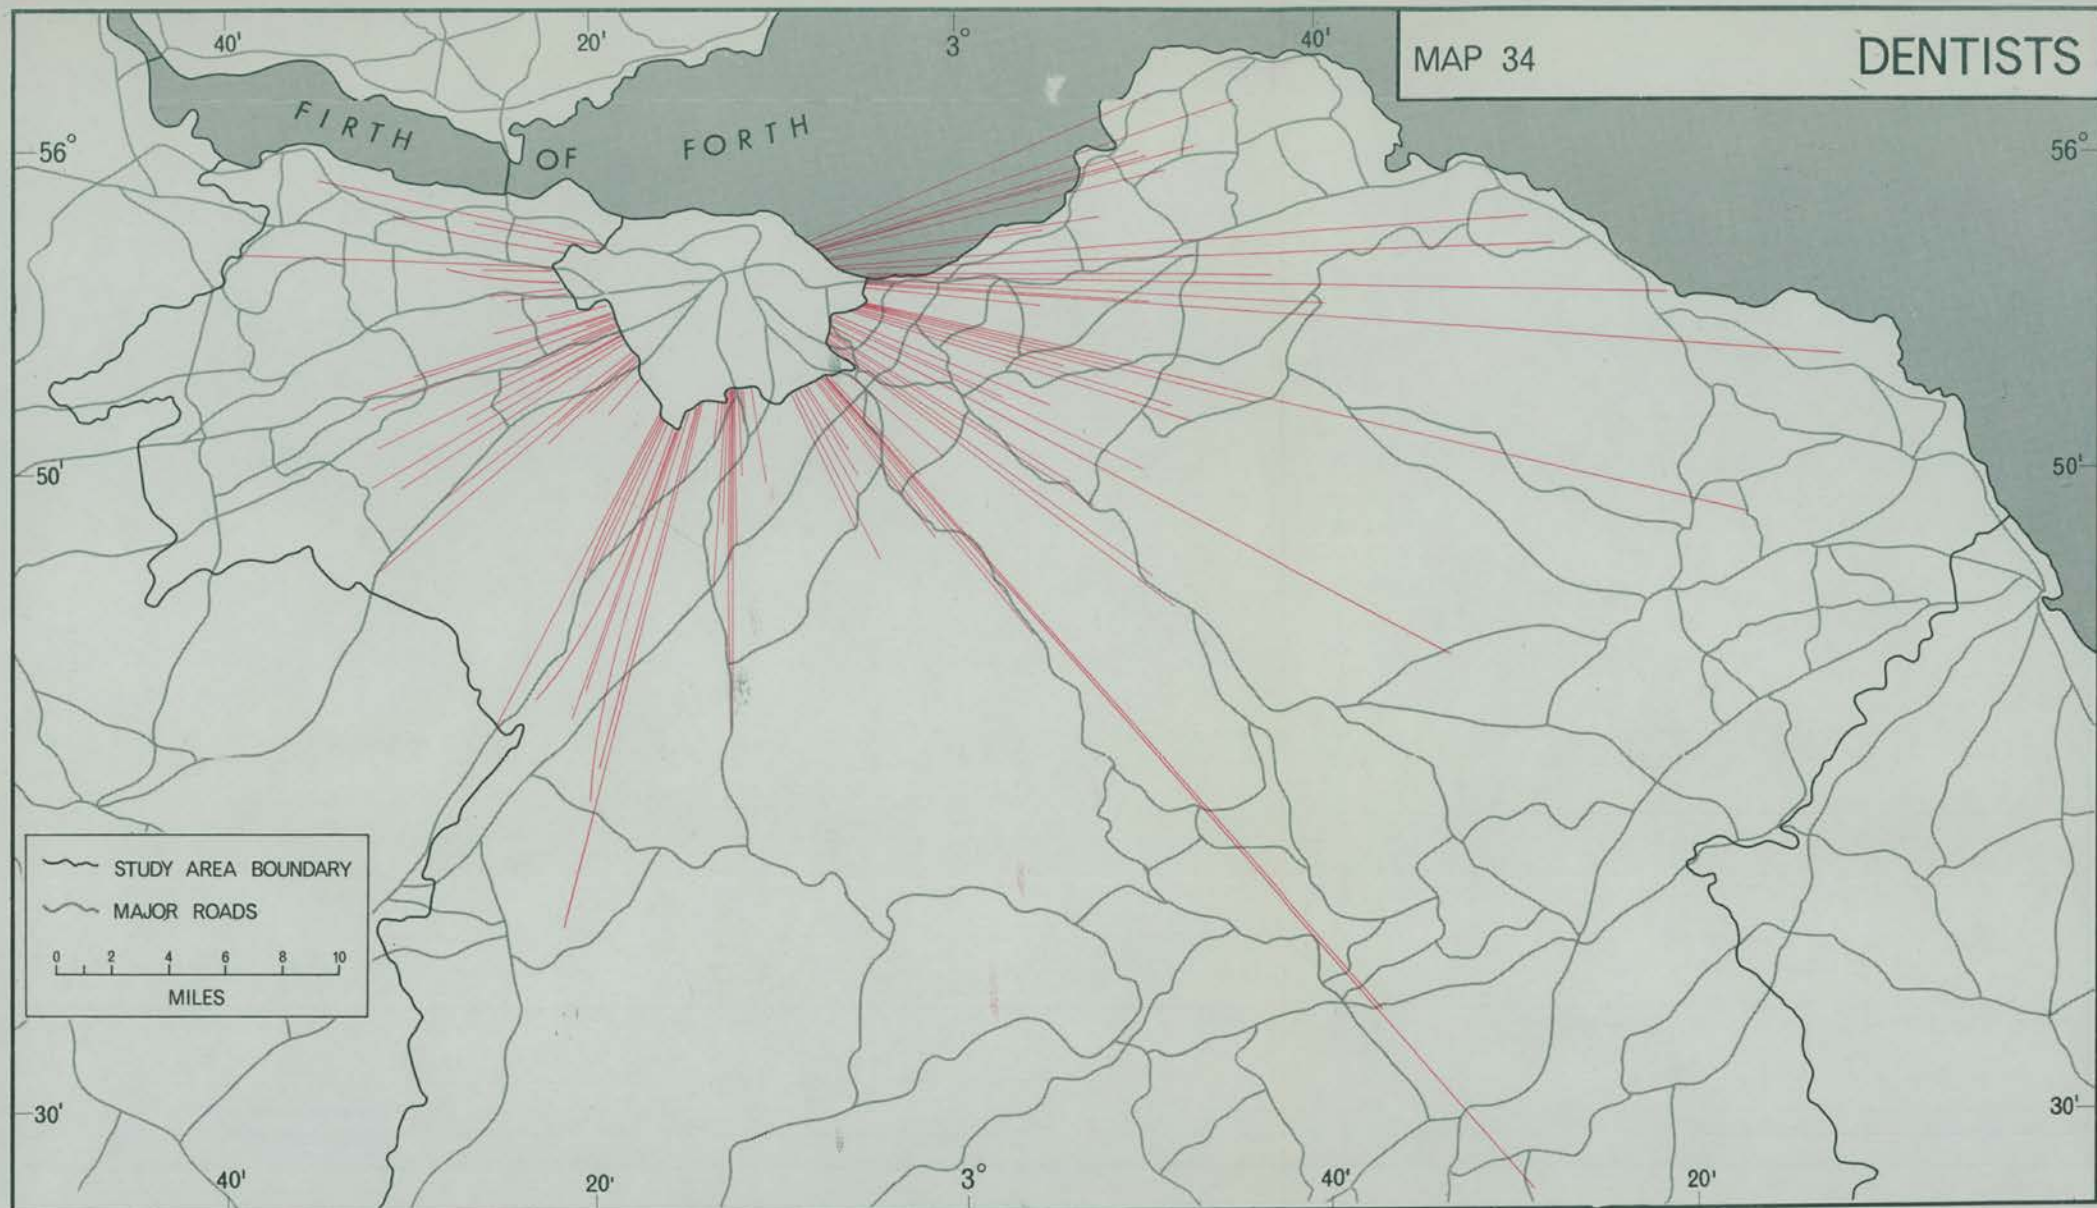 40' 20' 3° 40'
MAP 34 DENTISTS
FIRTH OF FORTH
56° 56°
50' 50'
STUDY AREA BOUNDARY
MAJOR ROADS
0 2 4 6 8 10
MILES
30' 30'
40' 20' 3° 40' 20'